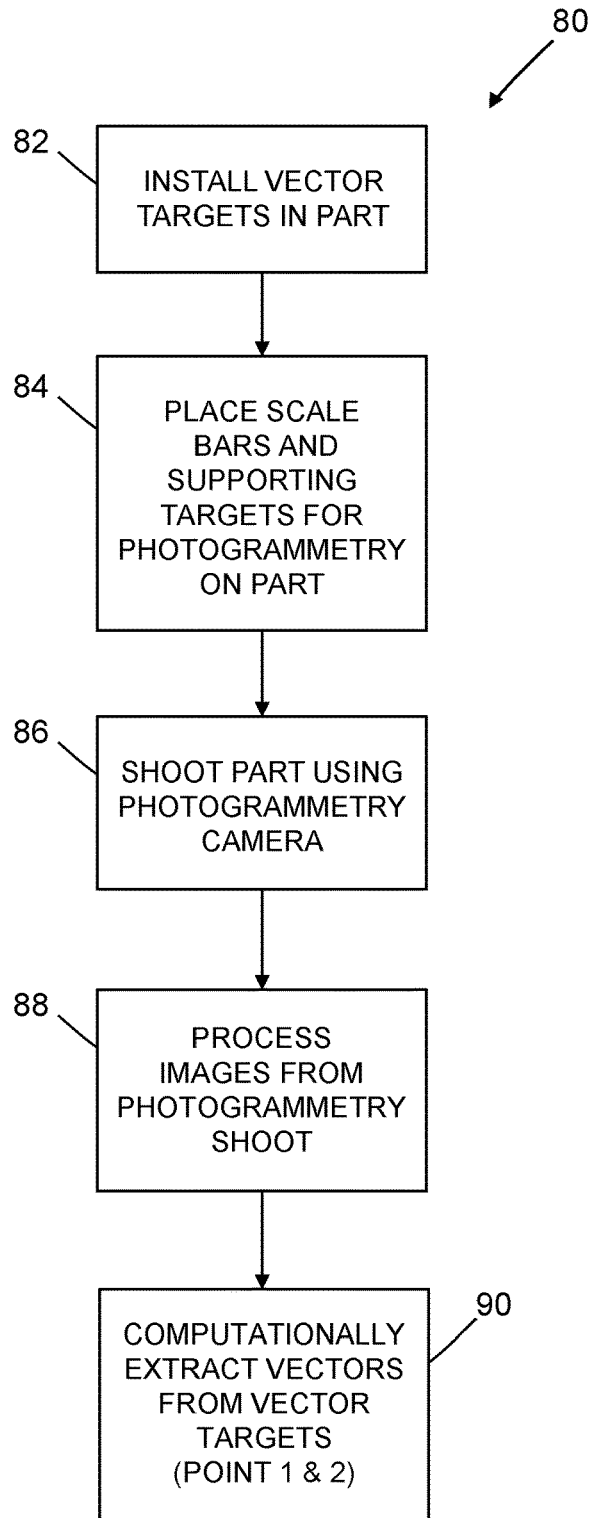 80
82
INSTALL VECTOR
TARGETS IN PART
84
PLACE SCALE
BARS AND
SUPPORTING
TARGETS FOR
PHOTOGRAMMETRY
ON PART
86
SHOOT PART USING
PHOTOGRAMMETRY
CAMERA
88
PROCESS
IMAGES FROM
PHOTOGRAMMETRY
SHOOT
90
COMPUTATIONALLY
EXTRACT VECTORS
FROM VECTOR
TARGETS
(POINT 1 & 2)